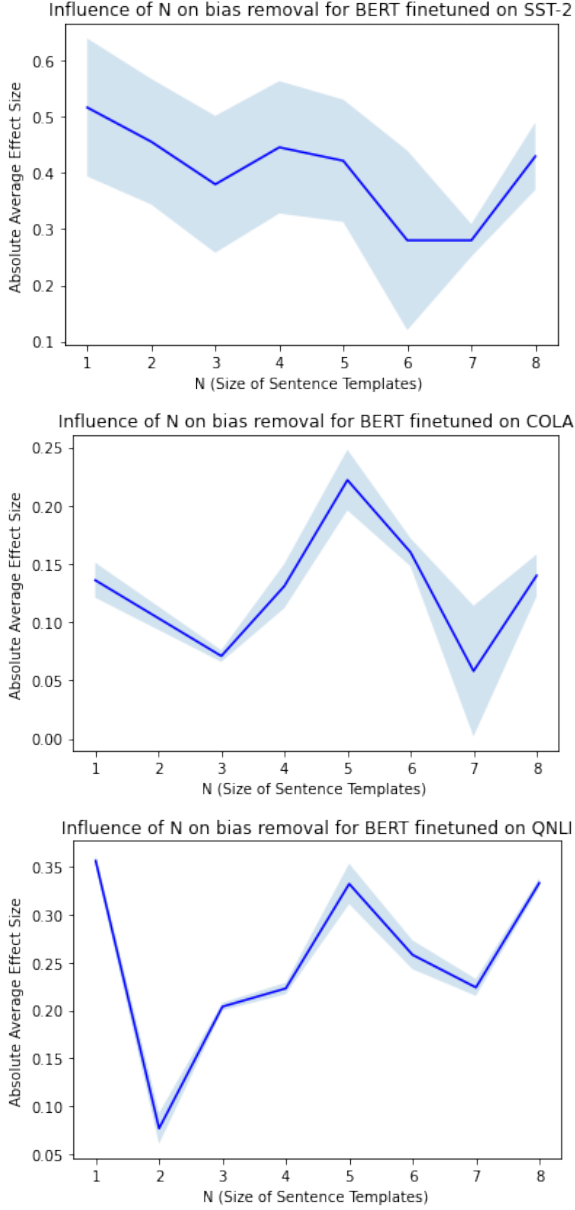 Influence of N on bias removal for BERT finetuned on SST-2
Absolute Average Effect Size
0.6
0.5
0.4
0.3
0.2
0.1
1 2 3 4 5 6 7 8
N (Size of Sentence Templates)
Influence of N on bias removal for BERT finetuned on COLA
Absolute Average Effect Size
0.25
0.20
0.15
0.10
0.05
0.00
1 2 3 4 5 6 7 8
N (Size of Sentence Templates)
Influence of N on bias removal for BERT finetuned on QNLI
Absolute Average Effect Size
0.35
0.30
0.25
0.20
0.15
0.10
0.05
1 2 3 4 5 6 7 8
N (Size of Sentence Templates)